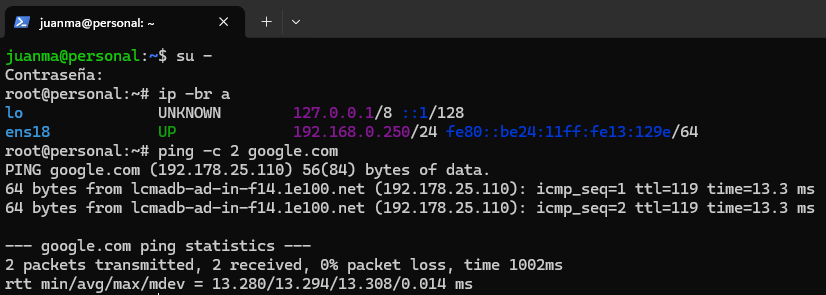 juanma@personal: ~
juanma@personal:~$ su -
Contraseña:
root@personal:~# ip -br a
lo UNKNOWN 127.0.0.1/8 ::1/128
ens18 UP 192.168.0.250/24 fe80::be24:11ff:fe13:129e/64
root@personal:~# ping -c 2 google.com
PING google.com (192.178.25.110) 56(84) bytes of data.
64 bytes from lcmadb-ad-in-f14.1e100.net (192.178.25.110): icmp_seq=1 ttl=119 time=13.3 ms
64 bytes from lcmadb-ad-in-f14.1e100.net (192.178.25.110): icmp_seq=2 ttl=119 time=13.3 ms
--- google.com ping statistics ---
2 packets transmitted, 2 received, 0% packet loss, time 1002ms
rtt min/avg/max/mdev = 13.280/13.294/13.308/0.014 ms